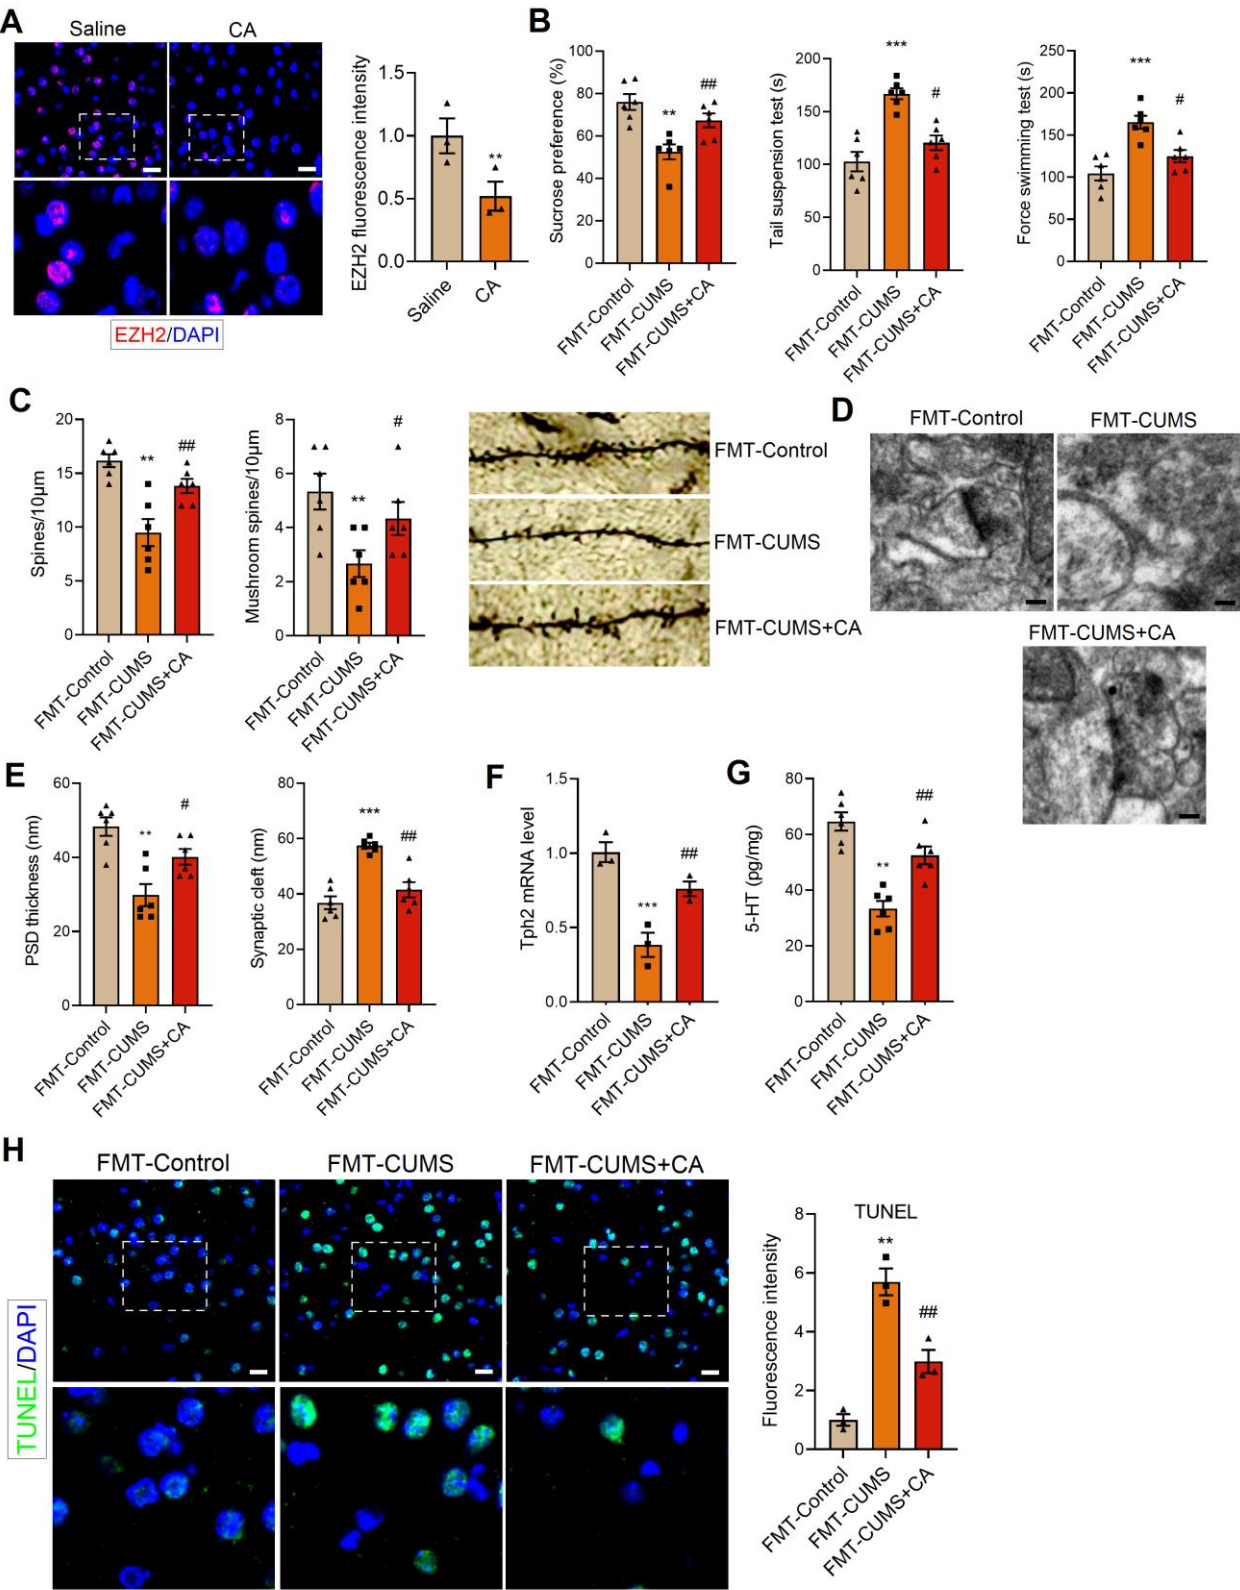 A
Saline
CA
EZH2/DAPI
EZH2 fluorescence intensity
1.5
1.0
0.5
0.0
**
Saline
CA
B
Sucrose preference (%)
100
80
60
40
20
0
**
##
FMT-Control
FMT-CUMS
FMT-CUMS+CA
Tail suspension test (s)
200
150
100
50
0
***
#
FMT-Control
FMT-CUMS
FMT-CUMS+CA
Force swimming test (s)
250
200
150
100
50
0
***
#
FMT-Control
FMT-CUMS
FMT-CUMS+CA
C
Spines/10μm
20
15
10
5
0
**
##
FMT-Control
FMT-CUMS
FMT-CUMS+CA
Mushroom spines/10μm
8
6
4
2
0
**
#
FMT-Control
FMT-CUMS
FMT-CUMS+CA
FMT-Control
FMT-CUMS
FMT-CUMS+CA
D
FMT-Control
FMT-CUMS
FMT-CUMS+CA
E
PSD thickness (nm)
60
40
20
0
**
#
FMT-Control
FMT-CUMS
FMT-CUMS+CA
Synaptic cleft (nm)
80
60
40
20
0
***
##
FMT-Control
FMT-CUMS
FMT-CUMS+CA
F
Tph2 mRNA level
1.5
1.0
0.5
0.0
***
##
FMT-Control
FMT-CUMS
FMT-CUMS+CA
G
5-HT (pg/mg)
80
60
40
20
0
**
##
FMT-Control
FMT-CUMS
FMT-CUMS+CA
H
FMT-Control
FMT-CUMS
FMT-CUMS+CA
TUNEL/DAPI
TUNEL
Fluorescence intensity
8
6
4
2
0
**
##
FMT-Control
FMT-CUMS
FMT-CUMS+CA